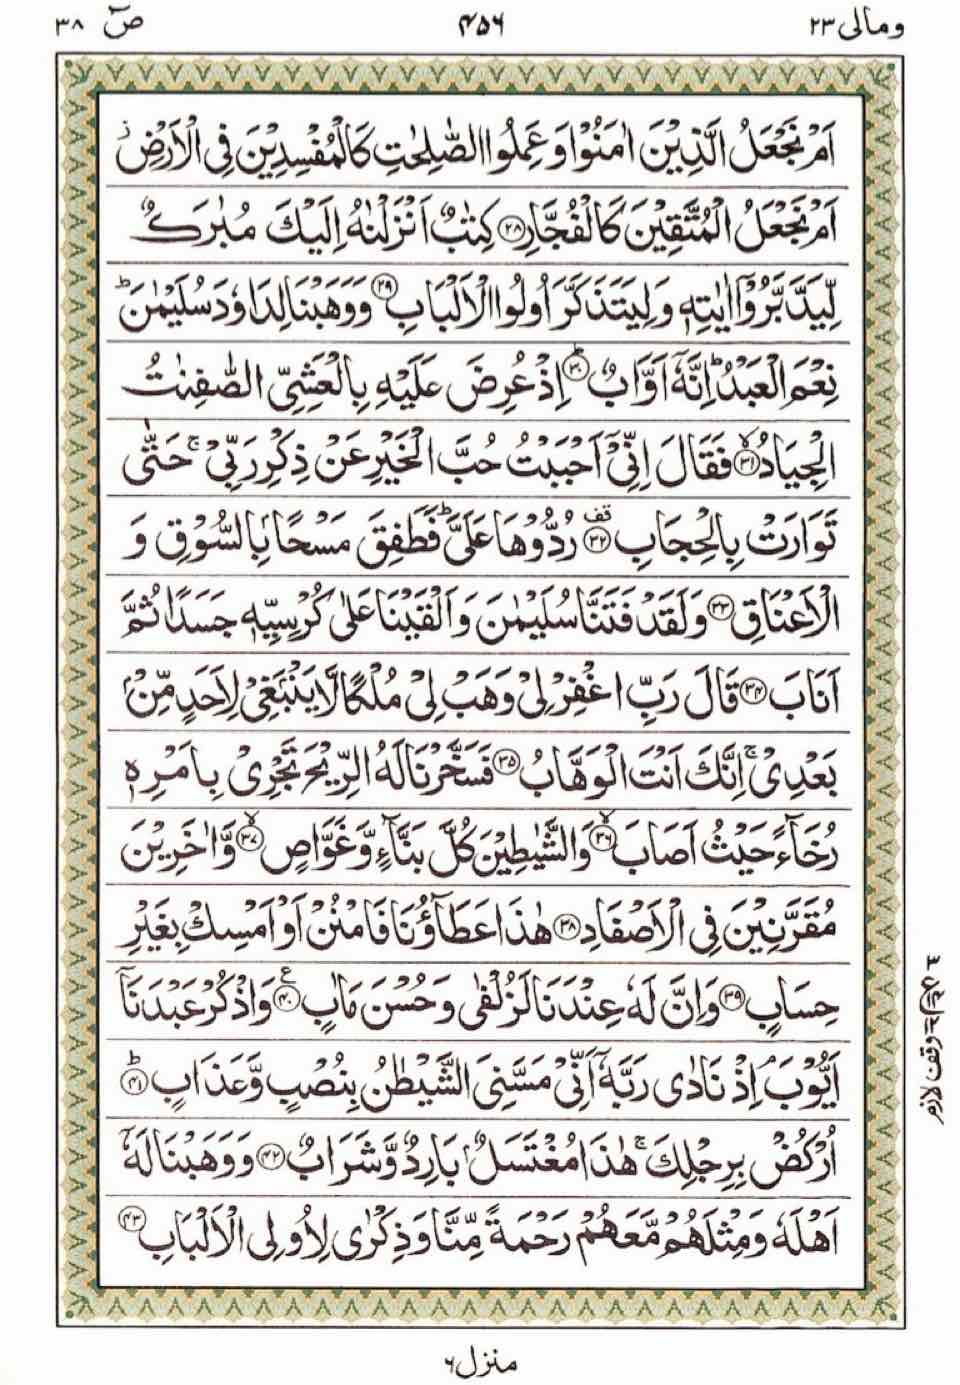 ومالی ۲۳ ۴۵۶ صٓ ۳۸
اَمْ نَجْعَلُ الَّذِيْنَ اٰمَنُوْا وَعَمِلُوا الصّٰلِحٰتِ كَالْمُفْسِدِيْنَ فِى الْاَرْضِ ز
اَمْ نَجْعَلُ الْمُتَّقِيْنَ كَالْفُجَّارِ ۲۸ كِتٰبٌ اَنْزَلْنٰهُ اِلَيْكَ مُبٰرَكٌ
لِّيَدَّبَّرُوْۤا اٰيٰتِهٖ وَلِيَتَذَكَّرَ اُولُوا الْاَلْبَابِ ۲۹ وَوَهَبْنَا لِدَاوٗدَ سُلَيْمٰنَ ؕ
نِعْمَ الْعَبْدُ ؕ اِنَّهٗۤ اَوَّابٌ ؕ ۳۰ اِذْ عُرِضَ عَلَيْهِ بِالْعَشِىِّ الصّٰفِنٰتُ
الْجِيَادُ ۙ ۳۱ فَقَالَ اِنِّىْۤ اَحْبَبْتُ حُبَّ الْخَيْرِ عَنْ ذِكْرِ رَبِّىْ ۚ حَتّٰى
تَوَارَتْ بِالْحِجَابِ قف ۳۲ رُدُّوْهَا عَلَىَّ ؕ فَطَفِقَ مَسْحًۢا بِالسُّوْقِ وَ
الْاَعْنَاقِ ۳۳ وَلَقَدْ فَتَنَّا سُلَيْمٰنَ وَاَلْقَيْنَا عَلٰى كُرْسِيِّهٖ جَسَدًا ثُمَّ
اَنَابَ ۳۴ قَالَ رَبِّ اغْفِرْ لِىْ وَهَبْ لِىْ مُلْكًا لَّا يَنْۢبَغِىْ لِاَحَدٍ مِّنْۢ
بَعْدِىْ ۚ اِنَّكَ اَنْتَ الْوَهَّابُ ۳۵ فَسَخَّرْنَا لَهُ الرِّيْحَ تَجْرِىْ بِاَمْرِهٖ
رُخَآءً حَيْثُ اَصَابَ ۙ ۳۶ وَالشَّيٰطِيْنَ كُلَّ بَنَّآءٍ وَّغَوَّاصٍ ۙ ۳۷ وَّاٰخَرِيْنَ
مُقَرَّنِيْنَ فِى الْاَصْفَادِ ۳۸ هٰذَا عَطَآؤُنَا فَامْنُنْ اَوْ اَمْسِكْ بِغَيْرِ
حِسَابٍ ۳۹ وَاِنَّ لَهٗ عِنْدَنَا لَزُلْفٰى وَحُسْنَ مَاٰبٍ ع ۴۰ وَاذْكُرْ عَبْدَنَاۤ
اَيُّوْبَ ۘ اِذْ نَادٰى رَبَّهٗۤ اَنِّىْ مَسَّنِىَ الشَّيْطٰنُ بِنُصْبٍ وَّعَذَابٍ ؕ ۴۱
اُرْكُضْ بِرِجْلِكَ ۚ هٰذَا مُغْتَسَلٌۢ بَارِدٌ وَّشَرَابٌ ۴۲ وَوَهَبْنَا لَهٗۤ
اَهْلَهٗ وَمِثْلَهُمْ مَّعَهُمْ رَحْمَةً مِّنَّا وَذِكْرٰى لِاُولِى الْاَلْبَابِ ۴۳
وقف لازم
منزل ۶